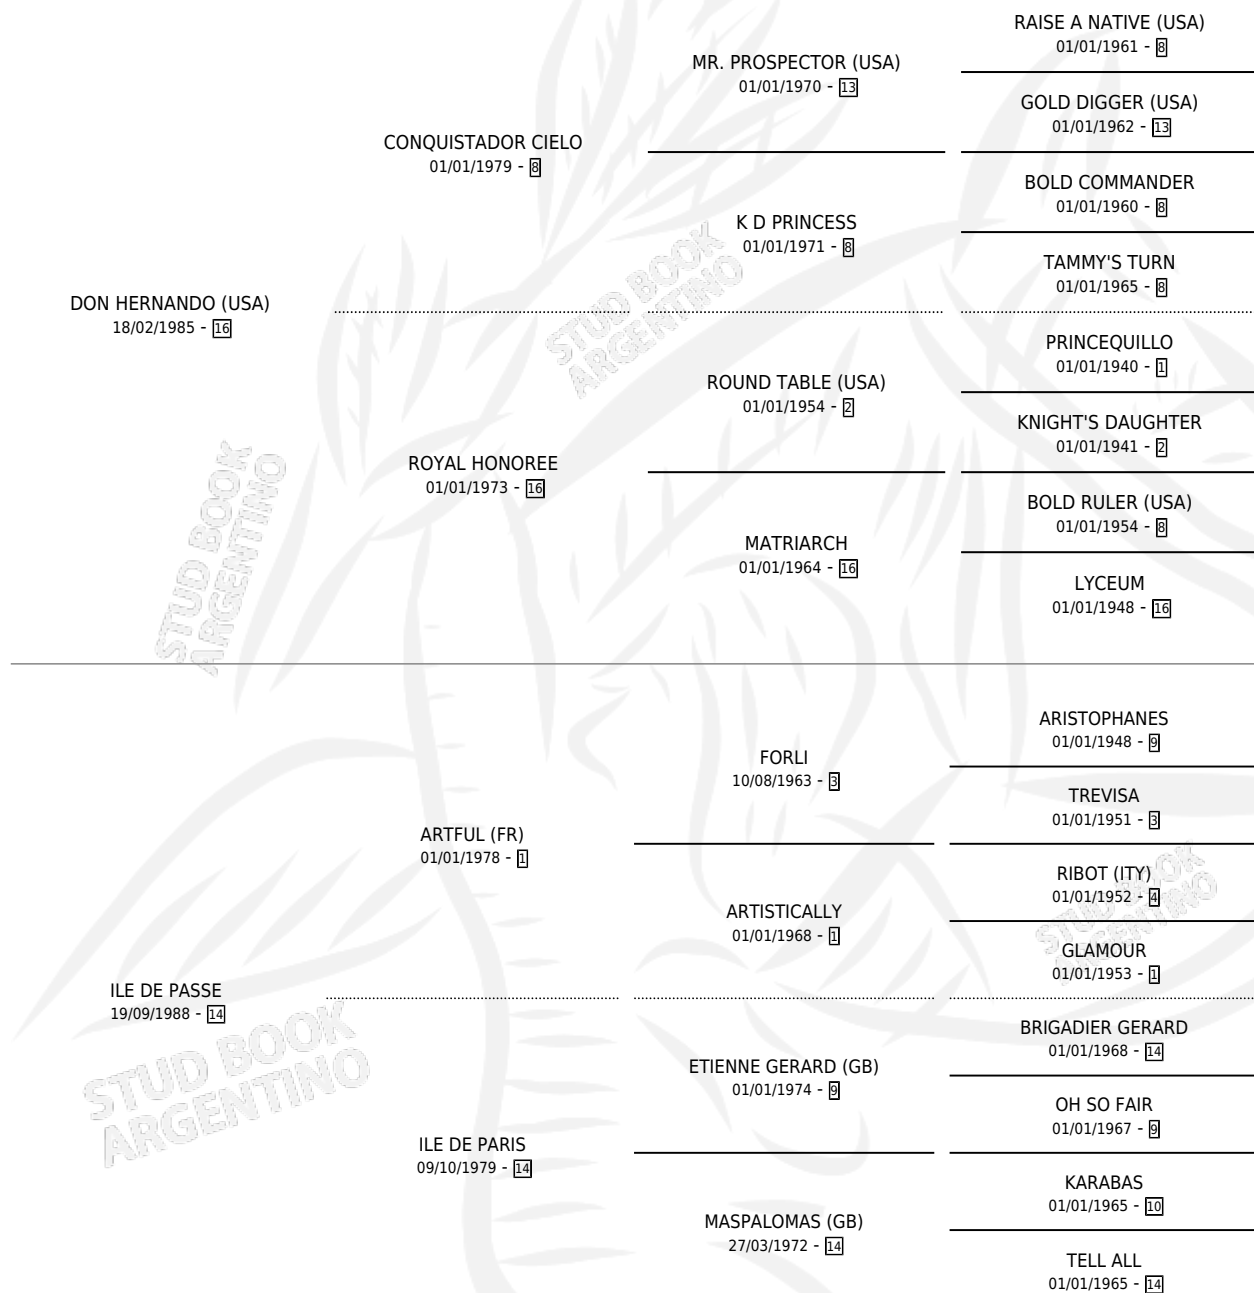 RAISE A NATIVE (USA)
01/01/1961 - 8
MR. PROSPECTOR (USA)
01/01/1970 - 13
GOLD DIGGER (USA)
01/01/1962 - 13
CONQUISTADOR CIELO
01/01/1979 - 8
BOLD COMMANDER
01/01/1960 - 8
K D PRINCESS
01/01/1971 - 8
TAMMY'S TURN
01/01/1965 - 8
DON HERNANDO (USA)
18/02/1985 - 16
PRINCEQUILLO
01/01/1940 - 1
ROUND TABLE (USA)
01/01/1954 - 2
KNIGHT'S DAUGHTER
01/01/1941 - 2
ROYAL HONOREE
01/01/1973 - 16
BOLD RULER (USA)
01/01/1954 - 8
MATRIARCH
01/01/1964 - 16
LYCEUM
01/01/1948 - 16
STUD BOOK
ARGENTINO
STUD BOOK
ARGENTINO
ARISTOPHANES
01/01/1948 - 9
FORLI
10/08/1963 - 3
TREVISA
01/01/1951 - 3
ARTFUL (FR)
01/01/1978 - 1
RIBOT (ITY)
01/01/1952 - 4
ARTISTICALLY
01/01/1968 - 1
GLAMOUR
01/01/1953 - 1
ILE DE PASSE
19/09/1988 - 14
BRIGADIER GERARD
01/01/1968 - 14
ETIENNE GERARD (GB)
01/01/1974 - 9
OH SO FAIR
01/01/1967 - 9
ILE DE PARIS
09/10/1979 - 14
KARABAS
01/01/1965 - 10
MASPALOMAS (GB)
27/03/1972 - 14
TELL ALL
01/01/1965 - 14
STUD BOOK
ARGENTINO
STUD BOOK
ARGENTINO